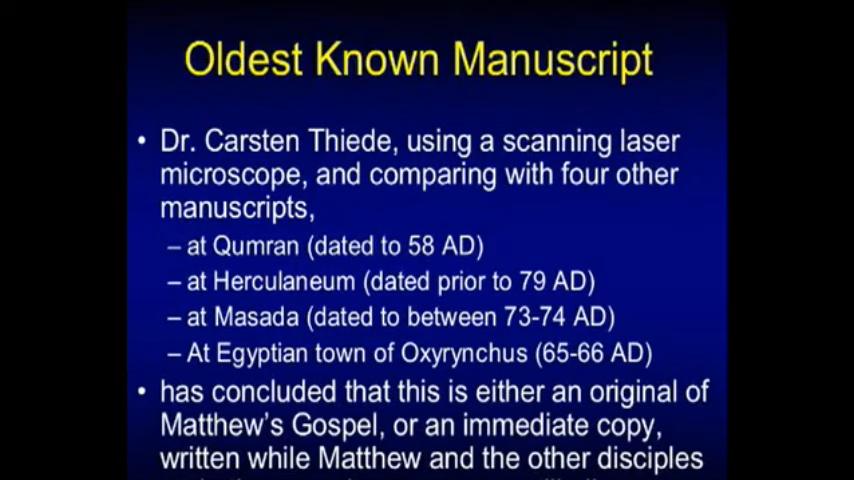 Oldest Known Manuscript
• Dr. Carsten Thiede, using a scanning laser
microscope, and comparing with four other
manuscripts,
– at Qumran (dated to 58 AD)
– at Herculaneum (dated prior to 79 AD)
– at Masada (dated to between 73-74 AD)
– At Egyptian town of Oxyrynchus (65-66 AD)
• has concluded that this is either an original of
Matthew's Gospel, or an immediate copy,
written while Matthew and the other disciples